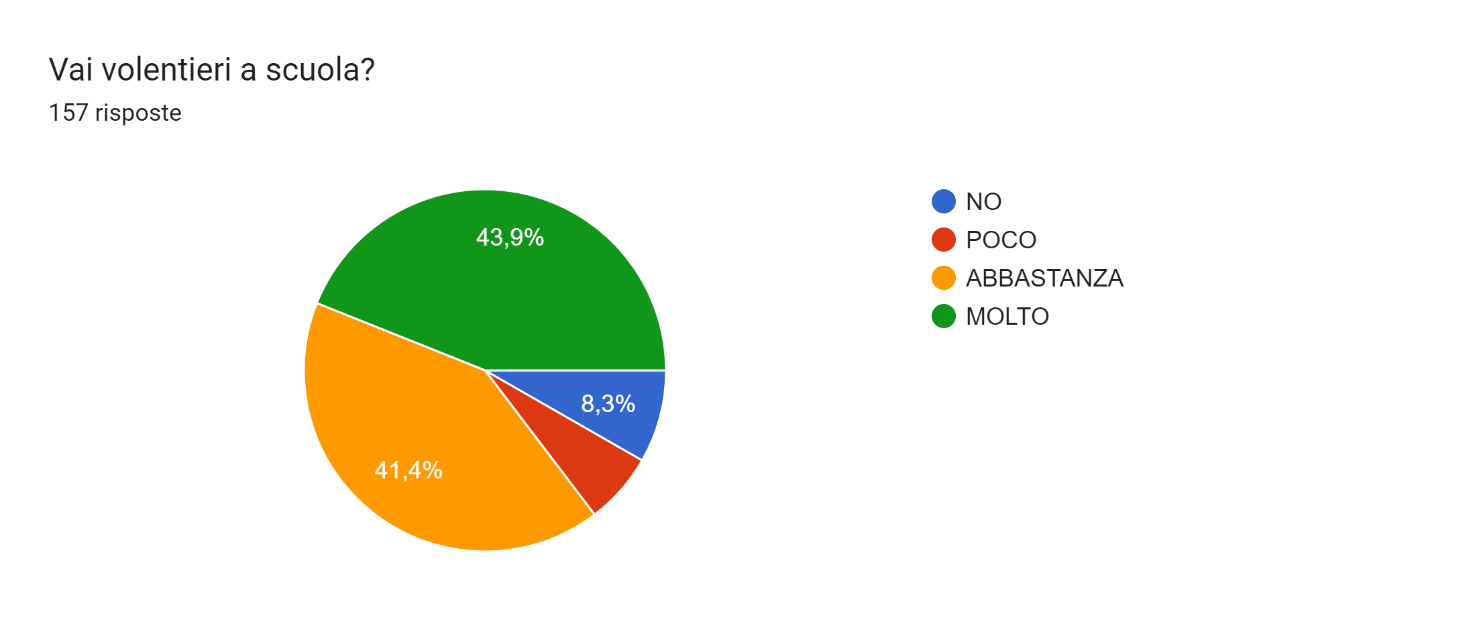 Vai volentieri a scuola?
157 risposte
NO
POCO
ABBASTANZA
MOLTO
43,9%
8,3%
41,4%